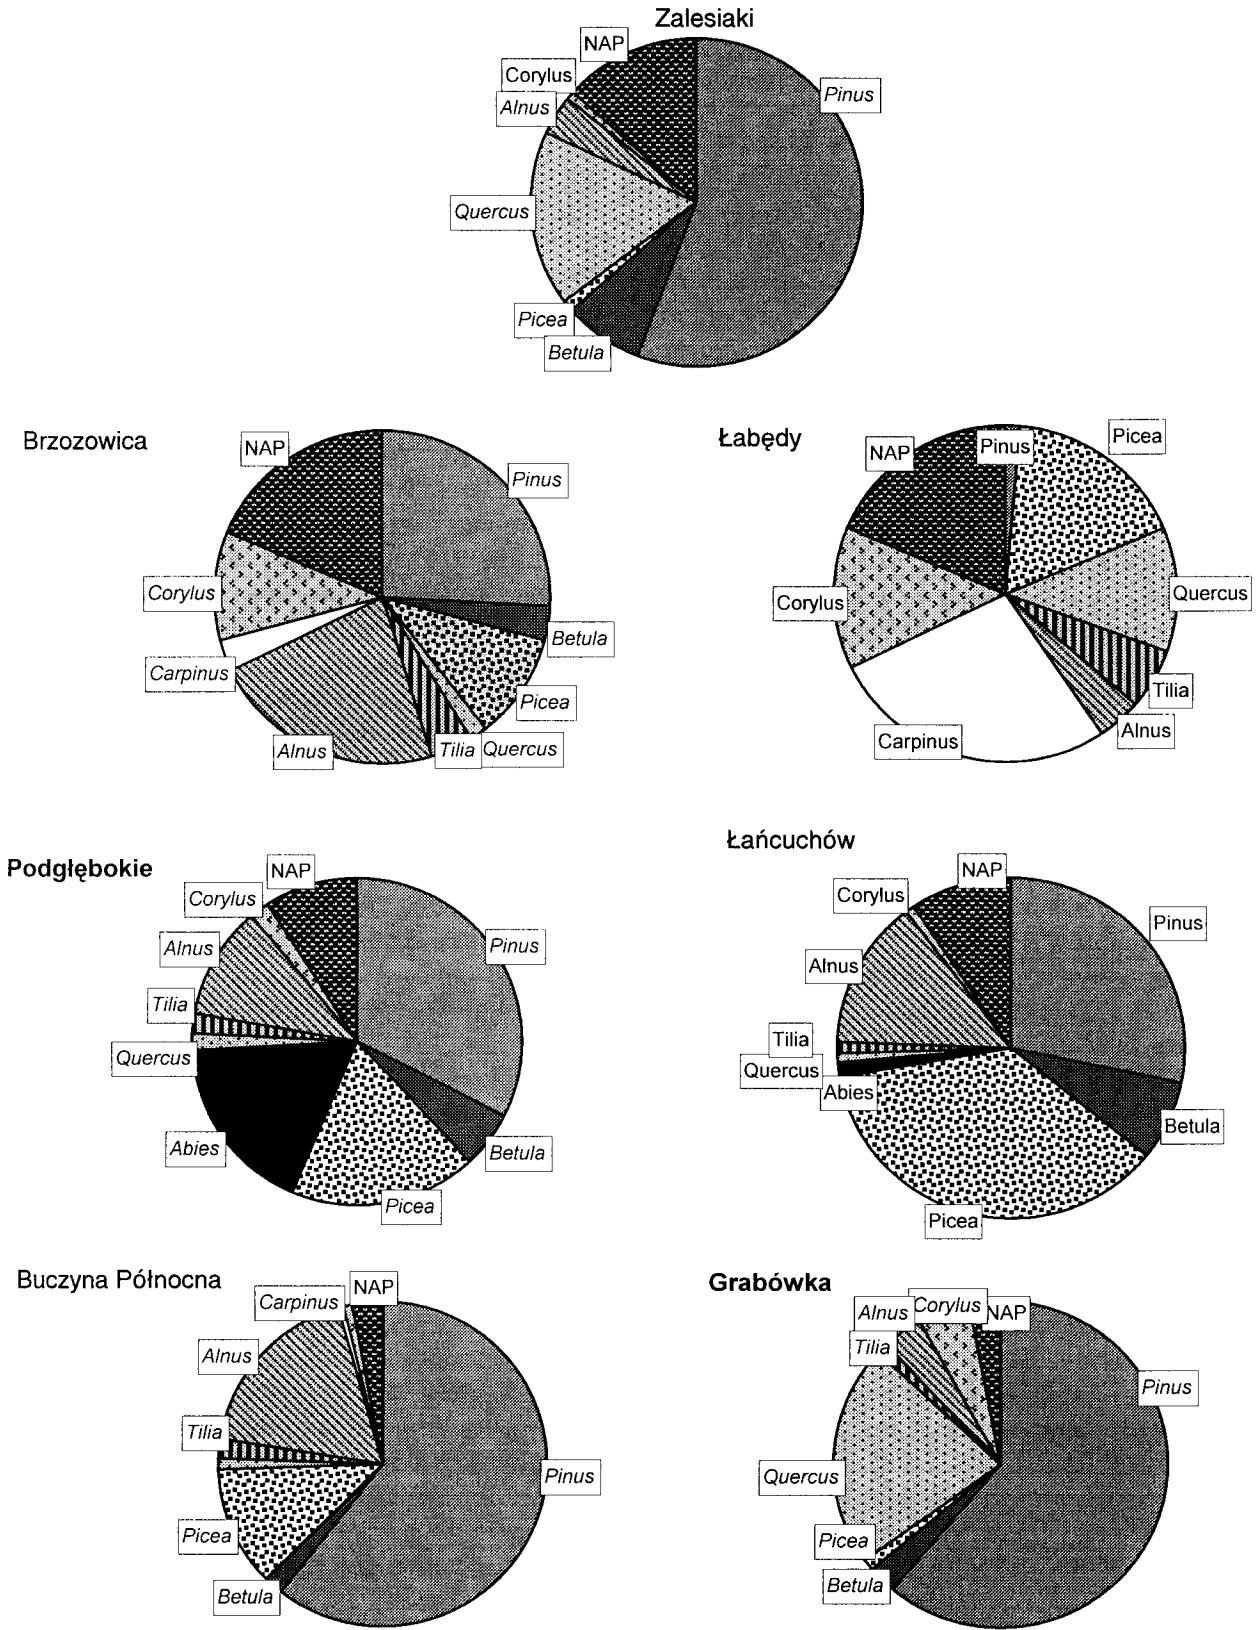 Zalesiaki
NAP
Corylus
Pinus
Alnus
Quercus
Picea
Betula
Brzozowica
NAP
Pinus
Corylus
Betula
Carpinus
Picea
Alnus
Tilia
Quercus
Łabędy
NAP
Pinus
Picea
Corylus
Quercus
Tilia
Alnus
Carpinus
Podgłębokie
NAP
Corylus
Alnus
Pinus
Tilia
Quercus
Abies
Betula
Picea
Łańcuchów
NAP
Corylus
Pinus
Alnus
Tilia
Quercus
Abies
Betula
Picea
Buczyna Północna
NAP
Carpinus
Alnus
Tilia
Pinus
Picea
Betula
Grabówka
Alnus
Corylus
NAP
Tilia
Pinus
Quercus
Picea
Betula